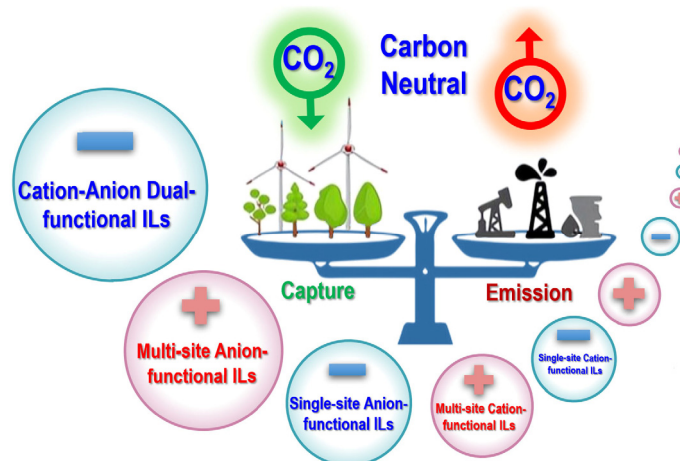 CO2
Carbon
Neutral
CO2
Cation-Anion Dual-
functional ILs
Capture
Emission
Multi-site Anion-
functional ILs
Single-site Anion-
functional ILs
Multi-site Cation-
functional ILs
Single-site Cation-
functional ILs